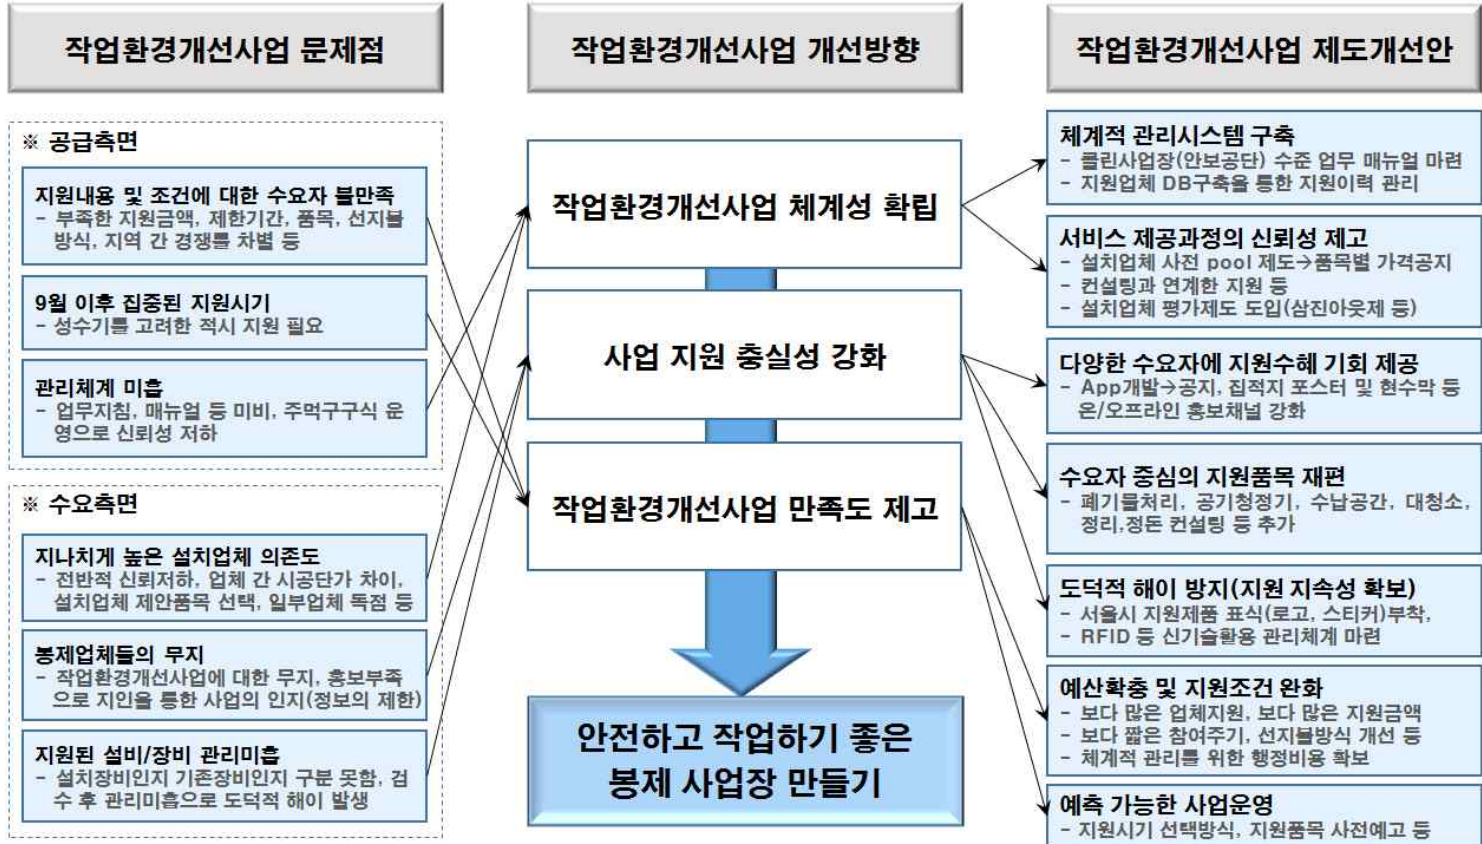 작업환경개선사업 문제점
※ 공급측면
지원내용 및 조건에 대한 수요자 불만족
- 부족한 지원금액, 제한기간, 품목, 선지불
방식, 지역 간 경쟁률 차별 등
9월 이후 집중된 지원시기
- 성수기를 고려한 적시 지원 필요
관리체계 미흡
- 업무지침, 매뉴얼 등 미비, 주먹구구식 운
영으로 신뢰성 저하
※ 수요측면
지나치게 높은 설치업체 의존도
- 전반적 신뢰저하, 업체 간 시공단가 차이,
설치업체 제안품목 선택, 일부업체 독점 등
봉제업체들의 무지
- 작업환경개선사업에 대한 무지, 홍보부족
으로 지인을 통한 사업의 인지(정보의 제한)
지원된 설비/장비 관리미흡
- 설치장비인지 기존장비인지 구분 못함, 검
수 후 관리미흡으로 도덕적 해이 발생
작업환경개선사업 개선방향
작업환경개선사업 체계성 확립
사업 지원 충실성 강화
작업환경개선사업 만족도 제고
안전하고 작업하기 좋은
봉제 사업장 만들기
작업환경개선사업 제도개선안
체계적 관리시스템 구축
- 클린사업장(안보공단) 수준 업무 매뉴얼 마련
- 지원업체 DB구축을 통한 지원이력 관리
서비스 제공과정의 신뢰성 제고
- 설치업체 사전 pool 제도→품목별 가격공지
- 컨설팅과 연계한 지원 등
- 설치업체 평가제도 도입(삼진아웃제 등)
다양한 수요자에 지원수혜 기회 제공
- App개발→공지, 집적지 포스터 및 현수막 등
온/오프라인 홍보채널 강화
수요자 중심의 지원품목 재편
- 폐기물처리, 공기청정기, 수납공간, 대청소,
정리,정돈 컨설팅 등 추가
도덕적 해이 방지(지원 지속성 확보)
- 서울시 지원제품 표식(로고, 스티커)부착,
- RFID 등 신기술활용 관리체계 마련
예산확충 및 지원조건 완화
- 보다 많은 업체지원, 보다 많은 지원금액
- 보다 짧은 참여주기, 선지불방식 개선 등
- 체계적 관리를 위한 행정비용 확보
예측 가능한 사업운영
- 지원시기 선택방식, 지원품목 사전예고 등